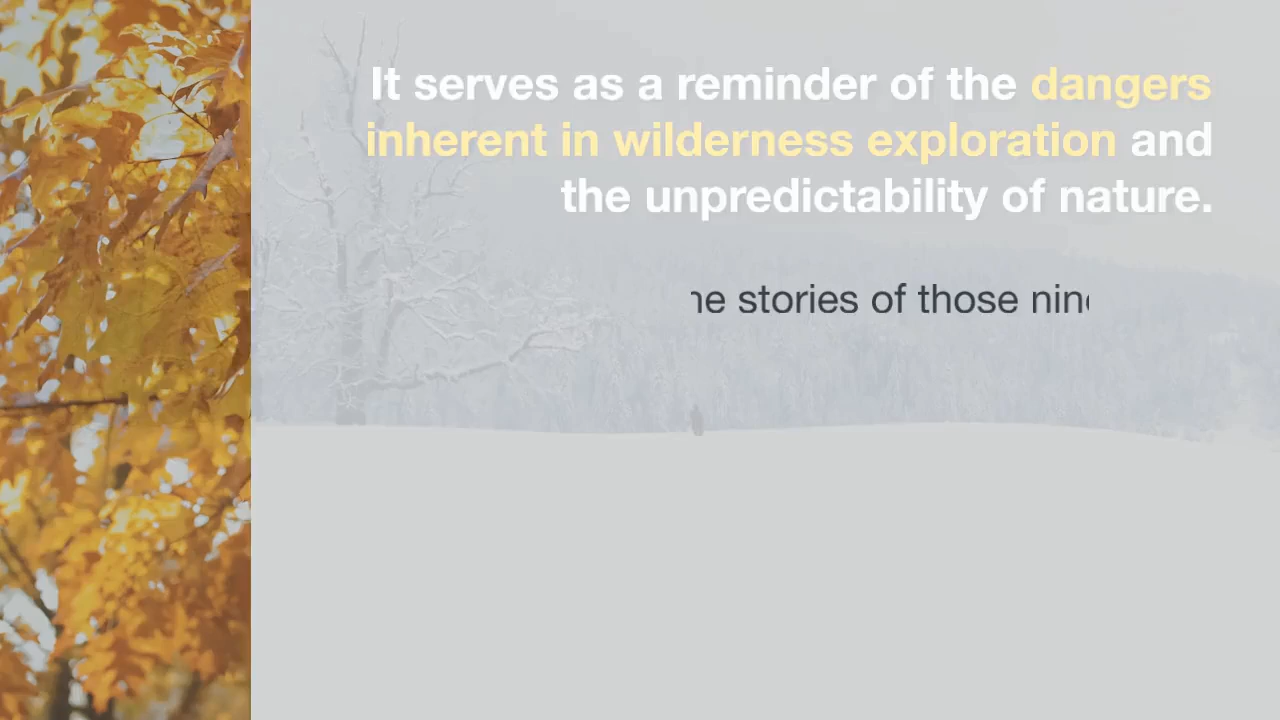 It serves as a reminder of the dangers
inherent in wilderness exploration and
the unpredictability of nature.
stories of those